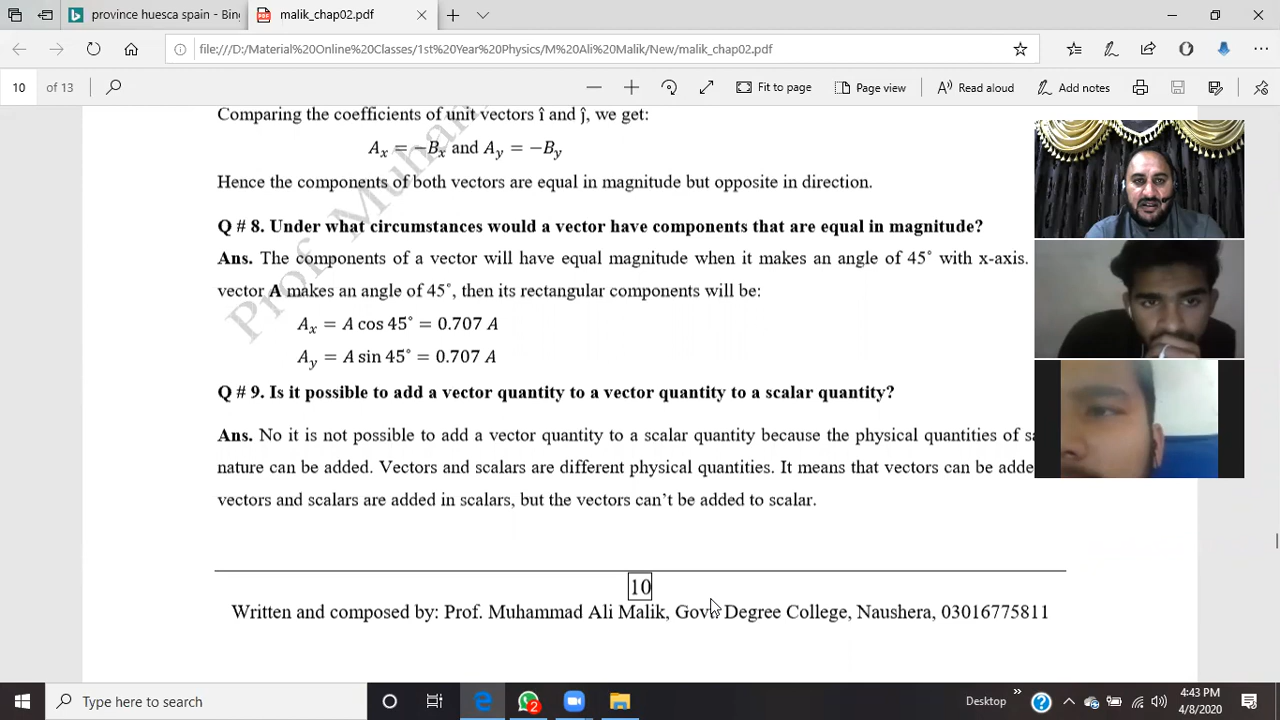 province huesca spain - Bing
malik_chap02.pdf
file:///D:/Material%20Online%20Classes/1st%20Year%20Physics/M%20Ali%20Malik/New/malik_chap02.pdf
10 of 13
Fit to page
Page view
Read aloud
Add notes
Comparing the coefficients of unit vectors î and ĵ, we get:
Aₓ = −Bₓ and A_y = −B_y
Hence the components of both vectors are equal in magnitude but opposite in direction.
Q # 8. Under what circumstances would a vector have components that are equal in magnitude?
Ans. The components of a vector will have equal magnitude when it makes an angle of 45˚ with x-axis.
vector A makes an angle of 45˚, then its rectangular components will be:
Aₓ = A cos 45˚ = 0.707 A
A_y = A sin 45˚ = 0.707 A
Q # 9. Is it possible to add a vector quantity to a vector quantity to a scalar quantity?
Ans. No it is not possible to add a vector quantity to a scalar quantity because the physical quantities of
nature can be added. Vectors and scalars are different physical quantities. It means that vectors can be
vectors and scalars are added in scalars, but the vectors can't be added to scalar.
Prof. Muham
10
Written and composed by: Prof. Muhammad Ali Malik, Govt. Degree College, Naushera, 03016775811
Type here to search
2
Desktop
4:43 PM
4/8/2020